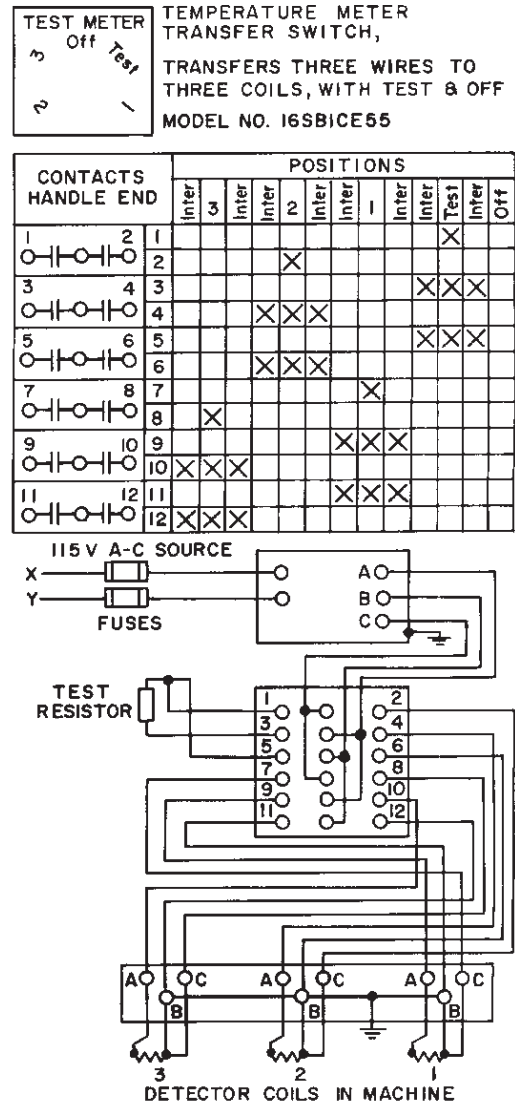 TEST METER
Off
Test
3
2
1
TEMPERATURE METER
TRANSFER SWITCH,
TRANSFERS THREE WIRES TO
THREE COILS, WITH TEST & OFF
MODEL NO. 16SB1CE55
CONTACTS
HANDLE END
POSITIONS
Inter 3 Inter Inter 2 Inter Inter 1 Inter Inter Test Inter Off
1 2 1 X
2 X
3 4 3 X X X
4 X X X
5 6 5 X X X
6 X X X
7 8 7 X
8 X
9 10 9 X X X
10 X X X
11 12 11 X X X
12 X X X
115V A-C SOURCE
X
Y
FUSES
A
B
C
TEST
RESISTOR
1 2
3 4
5 6
7 8
9 10
11 12
A C A C A C
B B B
3 2 1
DETECTOR COILS IN MACHINE